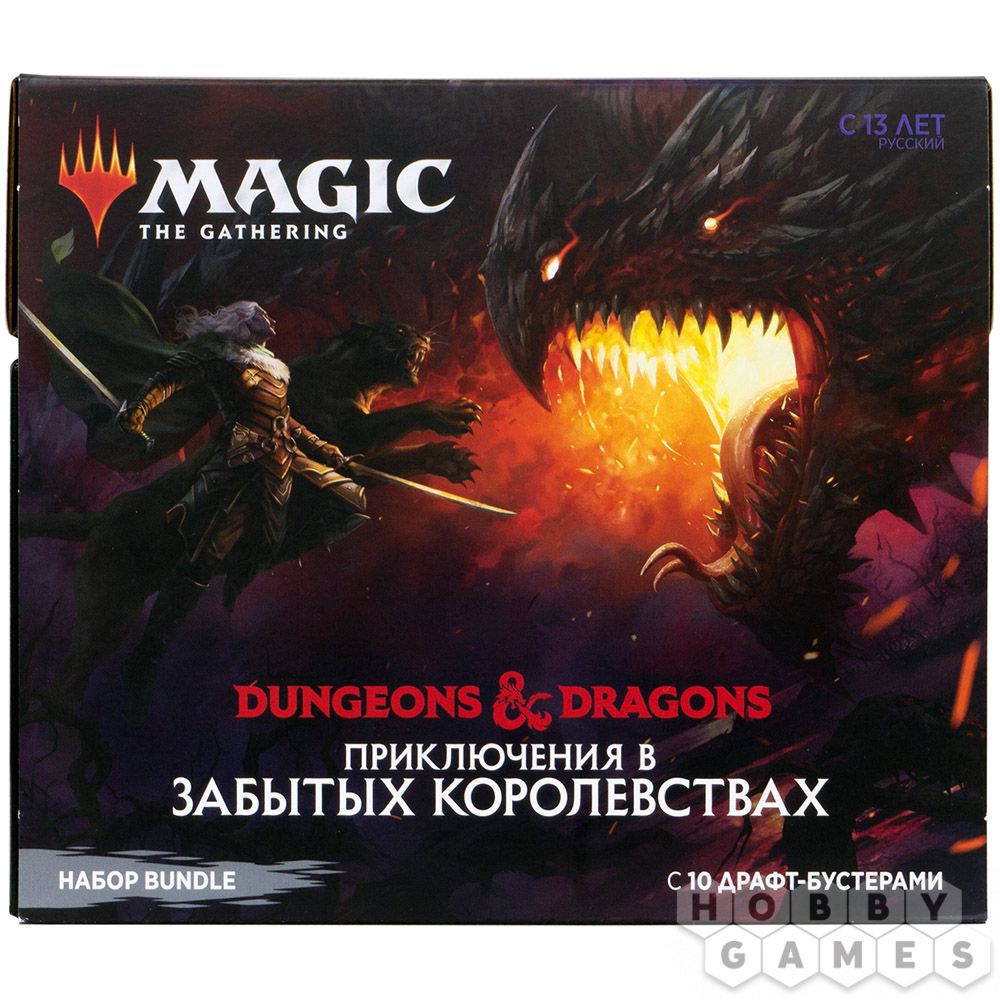 С 13 ЛЕТ
РУССКИЙ
MAGIC
THE GATHERING
DUNGEONS & DRAGONS
ПРИКЛЮЧЕНИЯ В
ЗАБЫТЫХ КОРОЛЕВСТВАХ
НАБОР BUNDLE
С 10 ДРАФТ-БУСТЕРАМИ
HOBBY
GAMES